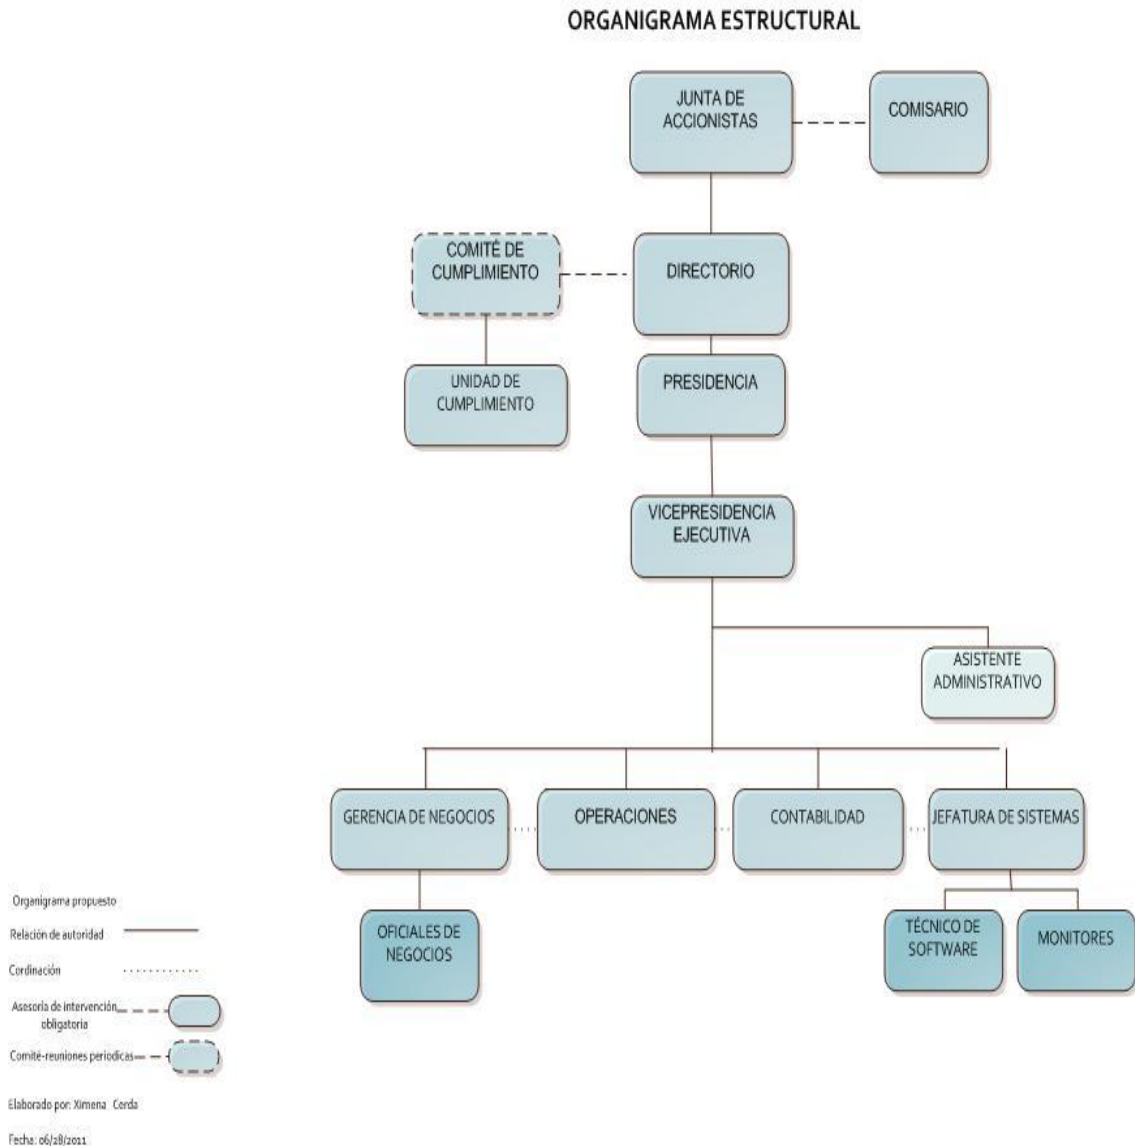 ORGANIGRAMA ESTRUCTURAL
JUNTA DE
ACCIONISTAS
COMISARIO
COMITÉ DE
CUMPLIMIENTO
DIRECTORIO
UNIDAD DE
CUMPLIMIENTO
PRESIDENCIA
VICEPRESIDENCIA
EJECUTIVA
ASISTENTE
ADMINISTRATIVO
GERENCIA DE NEGOCIOS
OPERACIONES
CONTABILIDAD
JEFATURA DE SISTEMAS
OFICIALES DE
NEGOCIOS
TÉCNICO DE
SOFTWARE
MONITORES
Organigrama propuesto
Relación de autoridad
Cordinación
Asesoría de intervención
obligatoria
Comité-reuniones periodicas
Elaborado por: Ximena Cerda
Fecha: 06/28/2011